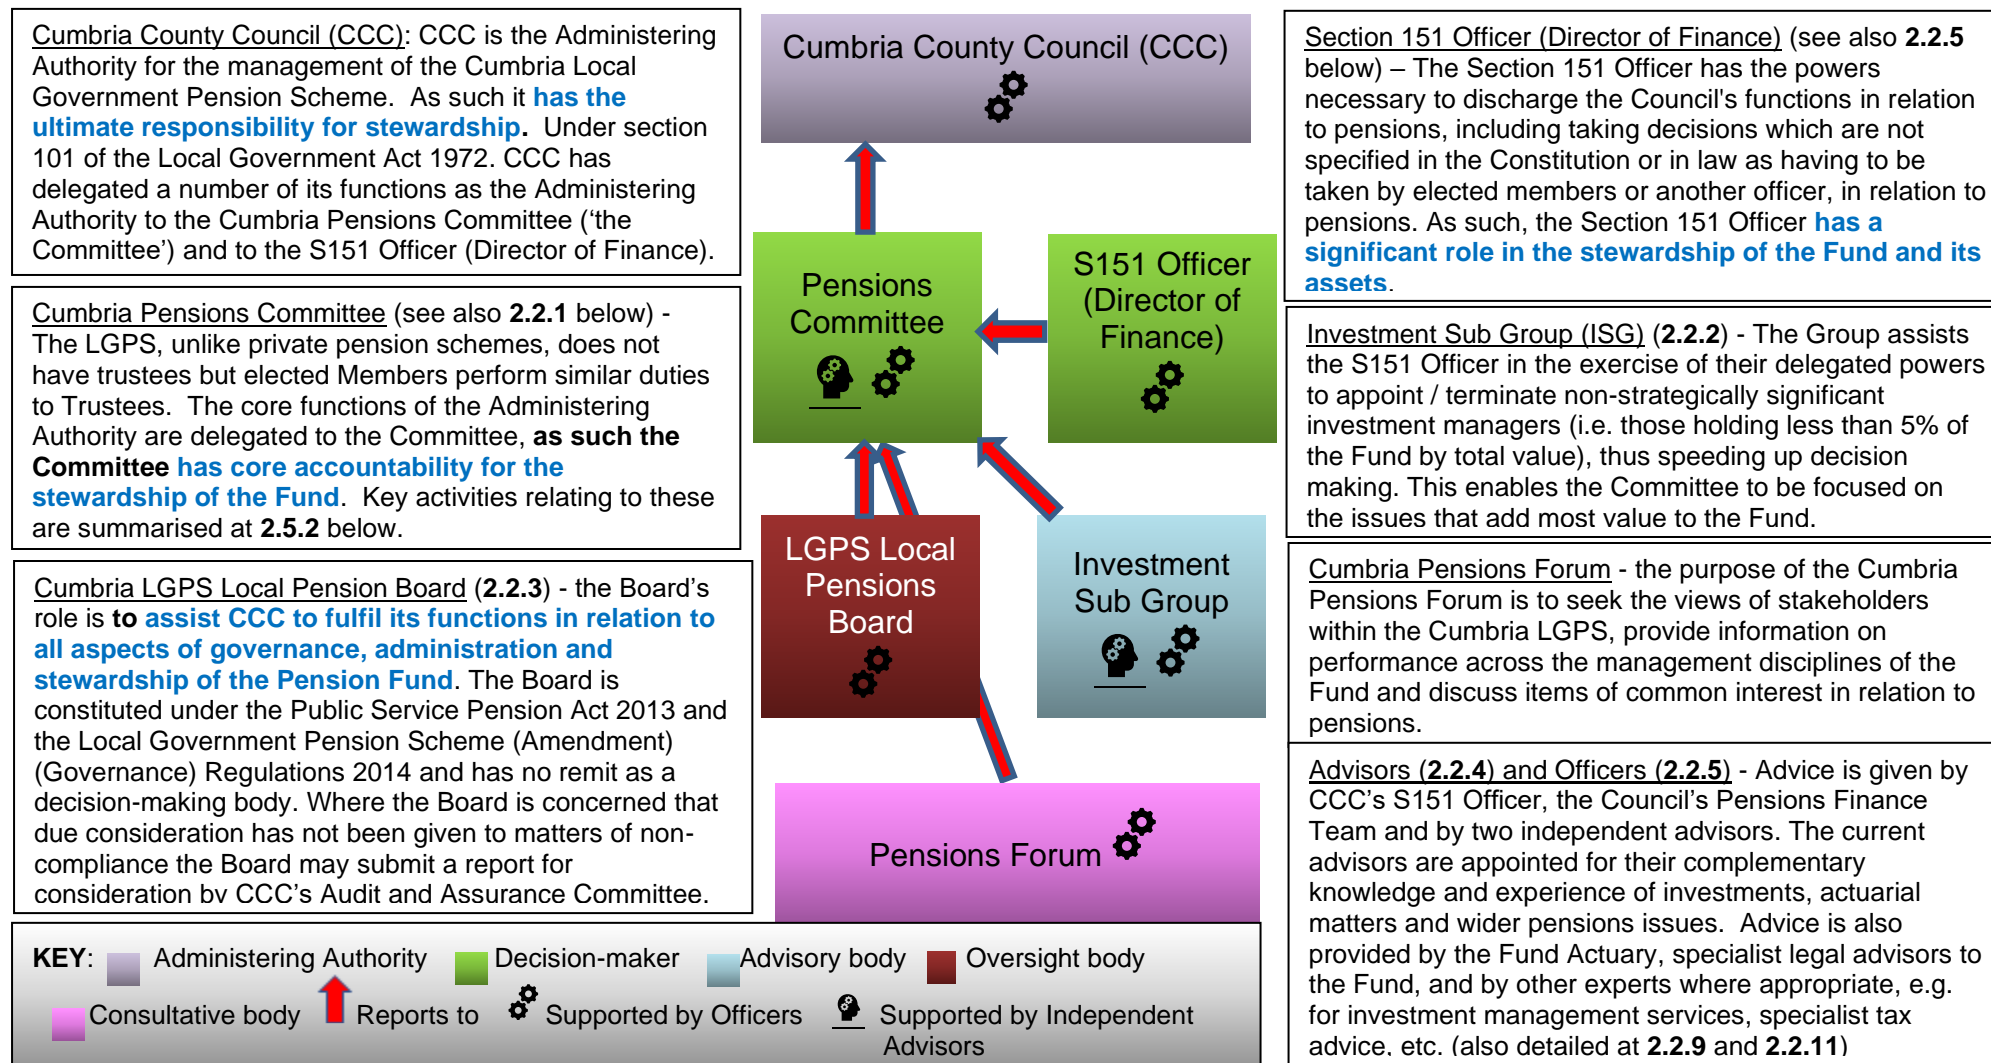 Cumbria County Council (CCC): CCC is the Administering
Authority for the management of the Cumbria Local
Government Pension Scheme. As such it has the
ultimate responsibility for stewardship. Under section
101 of the Local Government Act 1972. CCC has
delegated a number of its functions as the Administering
Authority to the Cumbria Pensions Committee (‘the
Committee’) and to the S151 Officer (Director of Finance).
Cumbria Pensions Committee (see also 2.2.1 below) -
The LGPS, unlike private pension schemes, does not
have trustees but elected Members perform similar duties
to Trustees. The core functions of the Administering
Authority are delegated to the Committee, as such the
Committee has core accountability for the
stewardship of the Fund. Key activities relating to these
are summarised at 2.5.2 below.
Cumbria LGPS Local Pension Board (2.2.3) - the Board’s
role is to assist CCC to fulfil its functions in relation to
all aspects of governance, administration and
stewardship of the Pension Fund. The Board is
constituted under the Public Service Pension Act 2013 and
the Local Government Pension Scheme (Amendment)
(Governance) Regulations 2014 and has no remit as a
decision-making body. Where the Board is concerned that
due consideration has not been given to matters of non-
compliance the Board may submit a report for
consideration by CCC’s Audit and Assurance Committee.
Cumbria County Council (CCC)
Pensions
Committee
S151 Officer
(Director of
Finance)
LGPS Local
Pensions
Board
Investment
Sub Group
Pensions Forum
Section 151 Officer (Director of Finance) (see also 2.2.5
below) – The Section 151 Officer has the powers
necessary to discharge the Council's functions in relation
to pensions, including taking decisions which are not
specified in the Constitution or in law as having to be
taken by elected members or another officer, in relation to
pensions. As such, the Section 151 Officer has a
significant role in the stewardship of the Fund and its
assets.
Investment Sub Group (ISG) (2.2.2) - The Group assists
the S151 Officer in the exercise of their delegated powers
to appoint / terminate non-strategically significant
investment managers (i.e. those holding less than 5% of
the Fund by total value), thus speeding up decision
making. This enables the Committee to be focused on
the issues that add most value to the Fund.
Cumbria Pensions Forum - the purpose of the Cumbria
Pensions Forum is to seek the views of stakeholders
within the Cumbria LGPS, provide information on
performance across the management disciplines of the
Fund and discuss items of common interest in relation to
pensions.
Advisors (2.2.4) and Officers (2.2.5) - Advice is given by
CCC’s S151 Officer, the Council’s Pensions Finance
Team and by two independent advisors. The current
advisors are appointed for their complementary
knowledge and experience of investments, actuarial
matters and wider pensions issues. Advice is also
provided by the Fund Actuary, specialist legal advisors to
the Fund, and by other experts where appropriate, e.g.
for investment management services, specialist tax
advice, etc. (also detailed at 2.2.9 and 2.2.11)
KEY: Administering Authority Decision-maker Advisory body Oversight body
Consultative body Reports to Supported by Officers Supported by Independent
Advisors